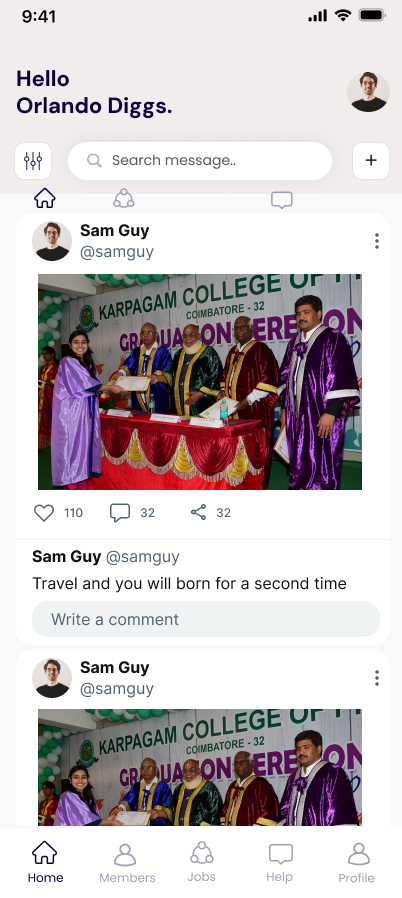 9:41
Hello
Orlando Diggs.
Search message..
+
Sam Guy
@samguy
KARPAGAM COLLEGE OF
COIMBATORE - 32
GRADUATION CEREMON
110
32
32
Sam Guy @samguy
Travel and you will born for a second time
Write a comment
Sam Guy
@samguy
KARPAGAM COLLEGE OF
COIMBATORE - 32
GRADUATION CEREMON
Home
Members
Jobs
Help
Profile